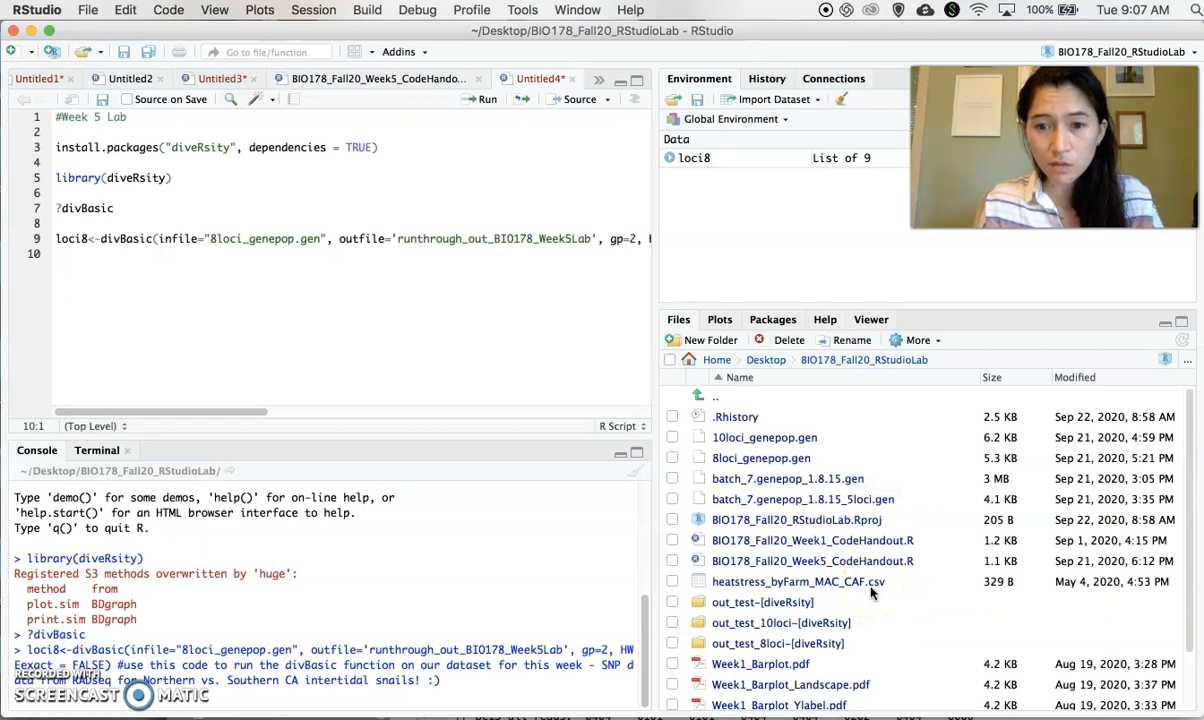 RStudio File Edit Code View Plots Session Build Debug Profile Tools Window Help 100% Tue 9:07 AM
~/Desktop/BIO178_Fall20_RStudioLab - RStudio
Go to file/function Addins BIO178_Fall20_RStudioLab
Untitled1* Untitled2 Untitled3* BIO178_Fall20_Week5_CodeHando... Untitled4*
Source on Save Run Source
1 #Week 5 Lab
2
3 install.packages("diveRsity", dependencies = TRUE)
4
5 library(diveRsity)
6
7 ?divBasic
8
9 loci8<-divBasic(infile="8loci_genepop.gen", outfile='runthrough_out_BIO178_Week5Lab', gp=2, H
10
10:1 (Top Level) R Script
Console Terminal
~/Desktop/BIO178_Fall20_RStudioLab/
Type 'demo()' for some demos, 'help()' for on-line help, or
'help.start()' for an HTML browser interface to help.
Type 'q()' to quit R.
> library(diveRsity)
Registered S3 methods overwritten by 'huge':
method from
plot.sim BDgraph
print.sim BDgraph
> ?divBasic
> loci8<-divBasic(infile="8loci_genepop.gen", outfile='runthrough_out_BIO178_Week5Lab', gp=2, HW
Eexact = FALSE) #use this code to run the divBasic function on our dataset for this week - SNP d
ata from RADseq for Northern vs. Southern CA intertidal snails! :)
RECORDED WITH
SCREENCAST MATIC
Environment History Connections
Import Dataset
Global Environment
Data
loci8 List of 9
Files Plots Packages Help Viewer
New Folder Delete Rename More
Home Desktop BIO178_Fall20_RStudioLab ...
Name Size Modified
..
.Rhistory 2.5 KB Sep 22, 2020, 8:58 AM
10loci_genepop.gen 6.2 KB Sep 21, 2020, 4:59 PM
8loci_genepop.gen 5.3 KB Sep 21, 2020, 5:21 PM
batch_7.genepop_1.8.15.gen 3 MB Sep 21, 2020, 3:05 PM
batch_7.genepop_1.8.15_5loci.gen 4.1 KB Sep 21, 2020, 3:35 PM
BIO178_Fall20_RStudioLab.Rproj 205 B Sep 22, 2020, 8:58 AM
BIO178_Fall20_Week1_CodeHandout.R 1.2 KB Sep 1, 2020, 4:15 PM
BIO178_Fall20_Week5_CodeHandout.R 1.1 KB Sep 21, 2020, 6:12 PM
heatstress_byFarm_MAC_CAF.csv 329 B May 4, 2020, 4:53 PM
out_test-[diveRsity]
out_test_10loci-[diveRsity]
out_test_8loci-[diveRsity]
Week1_Barplot.pdf 4.2 KB Aug 19, 2020, 3:28 PM
Week1_Barplot_Landscape.pdf 4.2 KB Aug 19, 2020, 3:37 PM
Week1_Barplot_Ylabel.pdf 4.2 KB Aug 19, 2020, 3:33 PM